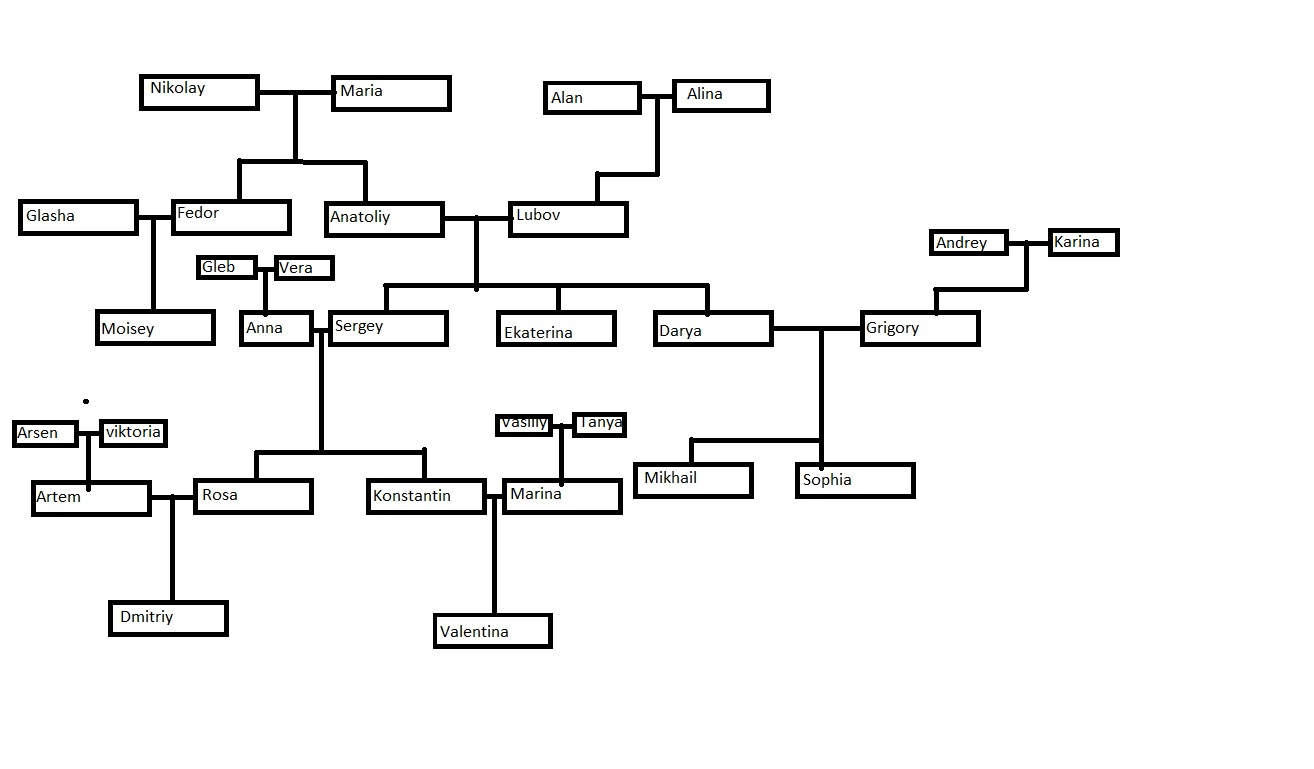 Nikolay
Maria
Alan
Alina
Glasha
Fedor
Anatoliy
Lubov
Andrey
Karina
Gleb
Vera
Moisey
Anna
Sergey
Ekaterina
Darya
Grigory
Arsen
viktoria
Vasiliy
Tanya
Artem
Rosa
Konstantin
Marina
Mikhail
Sophia
Dmitriy
Valentina